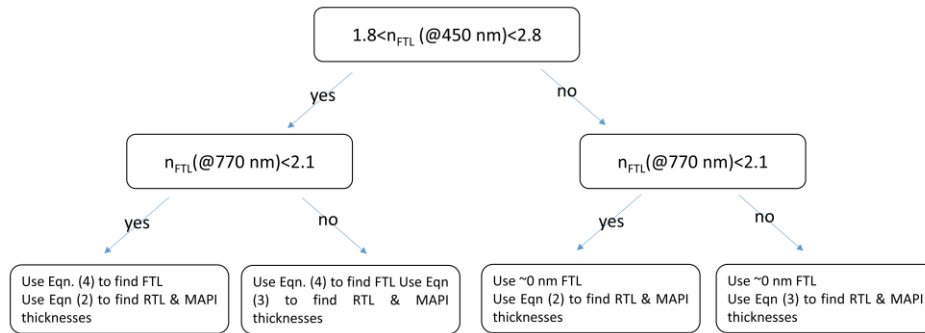 1.8<n_FTL (@450 nm)<2.8
yes
no
n_FTL(@770 nm)<2.1
n_FTL(@770 nm)<2.1
yes
no
yes
no
Use Eqn. (4) to find FTL
Use Eqn (2) to find RTL & MAPI
thicknesses
Use Eqn. (4) to find FTL Use Eqn
(3) to find RTL & MAPI
thicknesses
Use ~0 nm FTL
Use Eqn (2) to find RTL & MAPI
thicknesses
Use ~0 nm FTL
Use Eqn (3) to find RTL & MAPI
thicknesses